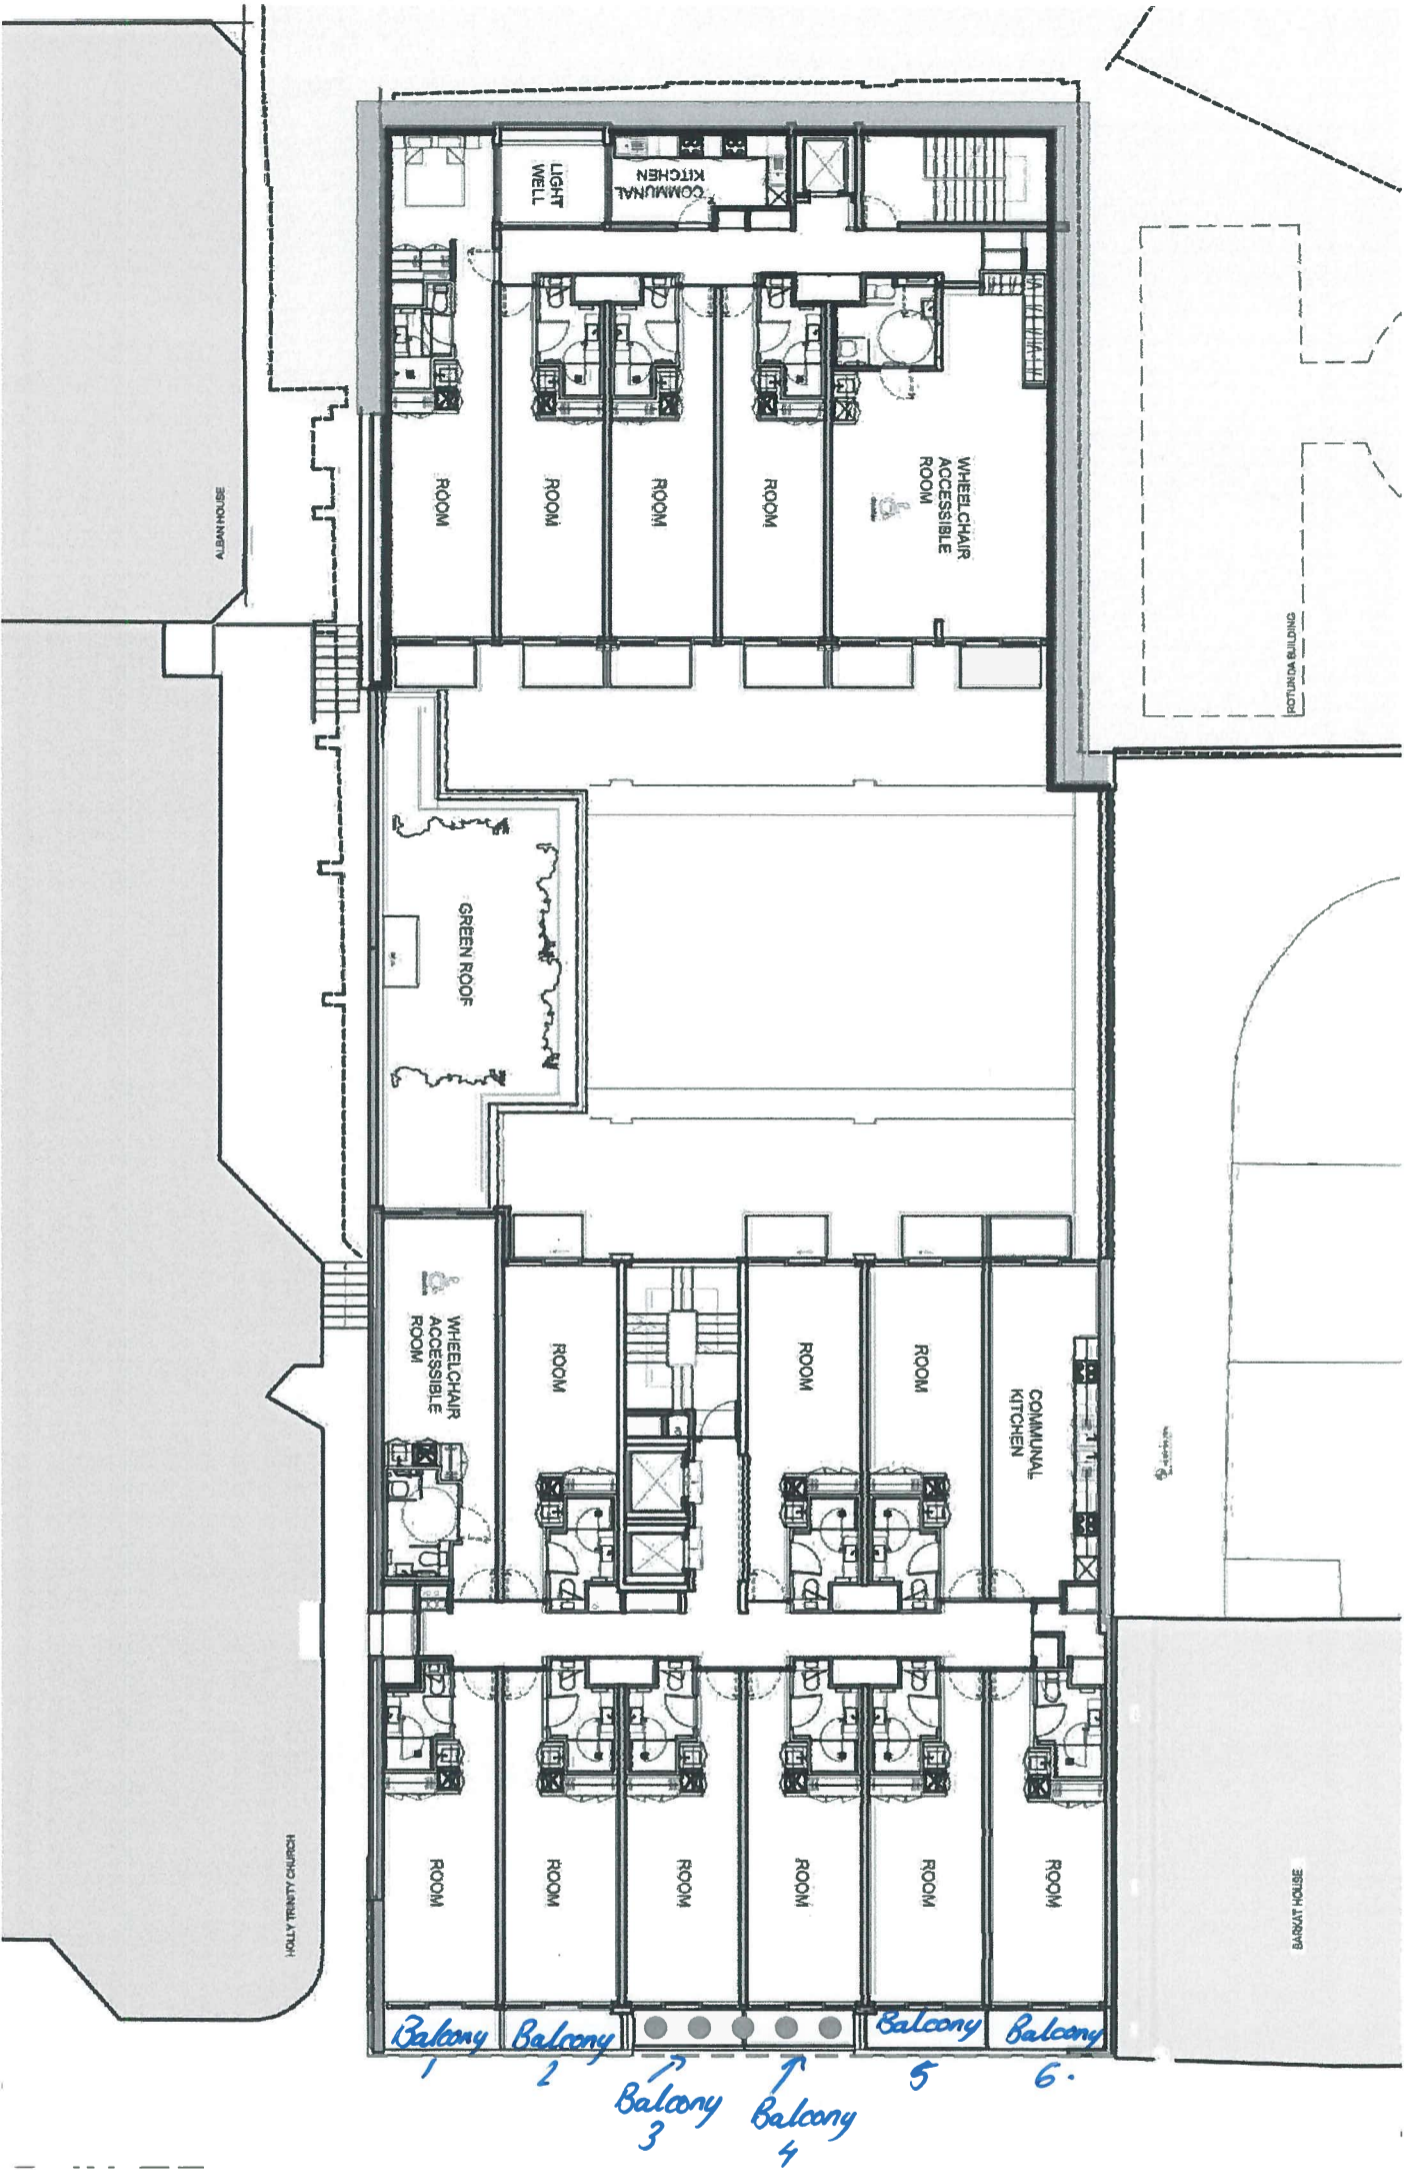 LIGHT
WELL
COMMUNAL
KITCHEN
ROOM
ROOM
ROOM
ROOM
WHEELCHAIR
ACCESSIBLE
ROOM
ALBAN HOUSE
ROTUNDA BUILDING
GREEN ROOF
WHEELCHAIR
ACCESSIBLE
ROOM
ROOM
ROOM
ROOM
COMMUNAL
KITCHEN
HOLLY TRINITY CHURCH
ROOM
ROOM
ROOM
ROOM
ROOM
ROOM
BARKAT HOUSE
Balcony
1
Balcony
2
Balcony
3
Balcony
4
Balcony
5
Balcony
6.